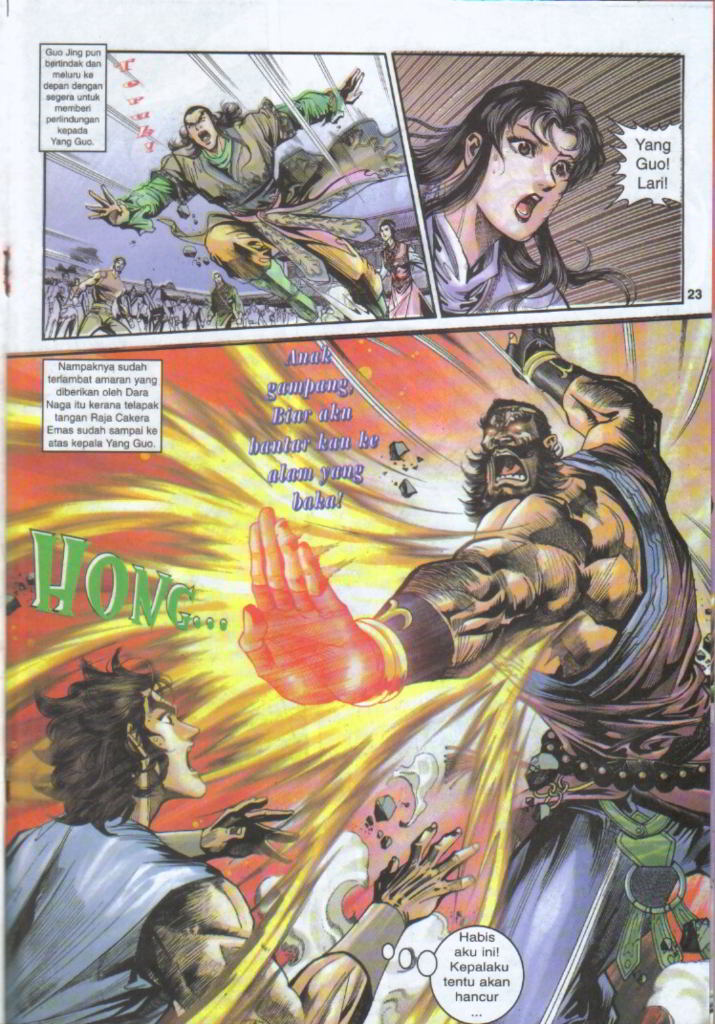 Guo Jing pun
bertindak dan
meluru ke
depan dengan
segera untuk
memberi
perlindungan
kepada
Yang Guo.
Yang
Guo!
Lari!
23
Nampaknya sudah
terlambat amaran yang
diberikan oleh Dara
Naga itu kerana telapak
tangan Raja Cakera
Emas sudah sampai ke
atas kepala Yang Guo.
Anak
gampang,
Biar aku
hantar kan ke
alam yang
baka!
HONG...
Habis
aku ini!
Kepalaku
tentu akan
hancur
...